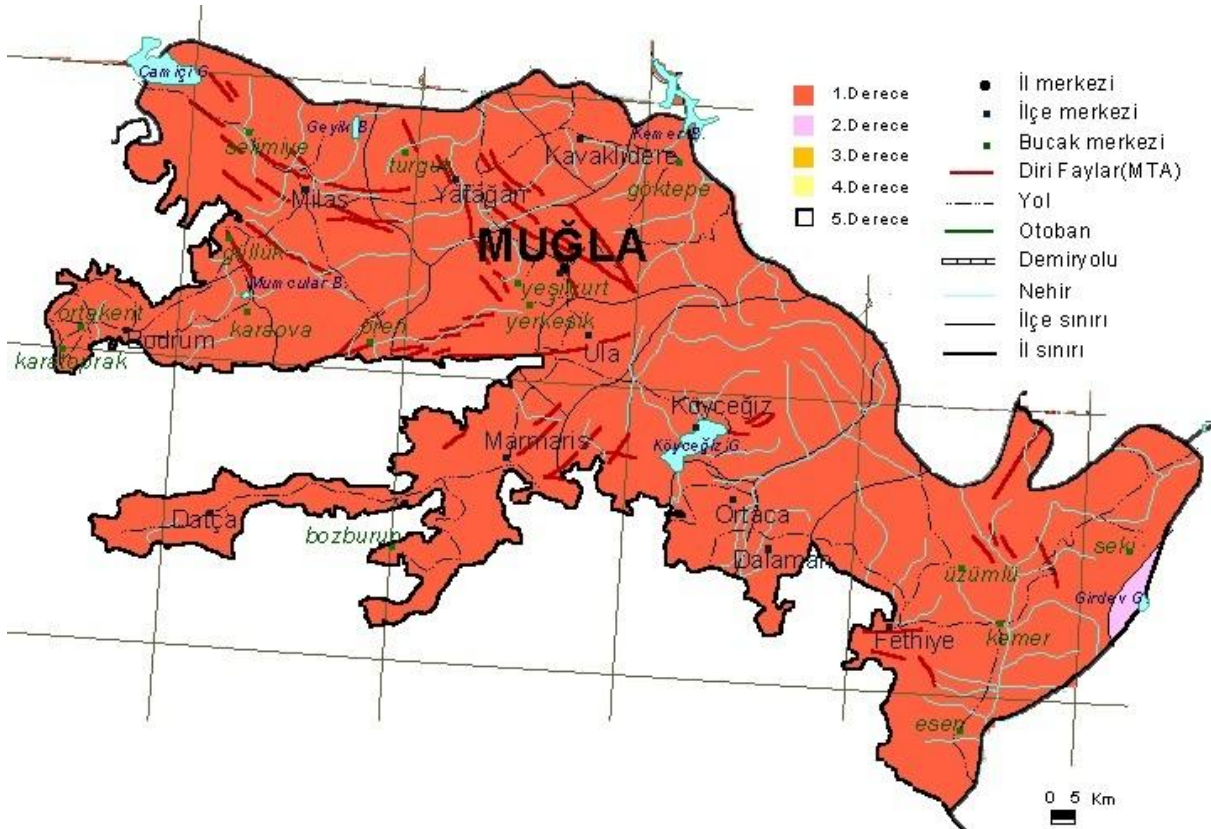 Camiçi G.
Geyik B.
selimiye
turgut
Kavaklıdere
Kemer B.
göktepe
Milas
Yatağan
MUĞLA
güllük
Mumcular B.
yeşilyurt
ortakent
karaova
ören
yerkesik
Bodrum
Ula
karatoprak
Köyceğiz
Marmaris
Köyceğiz G.
Datça
bozburun
Ortaca
Dalaman
seki
üzümlü
Girdev G.
Fethiye
kemer
esen
1.Derece
2.Derece
3.Derece
4.Derece
5.Derece
İl merkezi
İlçe merkezi
Bucak merkezi
Diri Faylar(MTA)
Yol
Otoban
Demiryolu
Nehir
İlçe sınırı
İl sınırı
0 5 Km